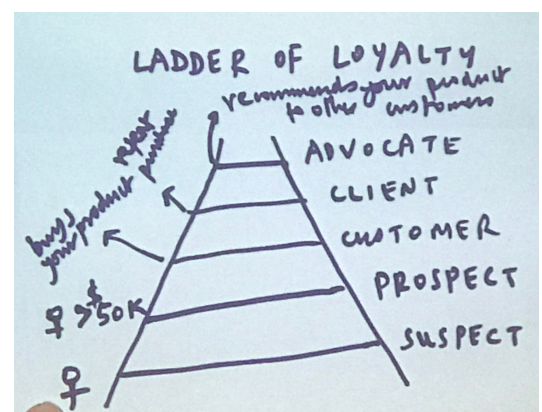 LADDER OF LOYALTY
recommends your product
to other customers
ADVOCATE
repeat
purchase
CLIENT
buys
your product
CUSTOMER
♀ > $50K
PROSPECT
♀
SUSPECT